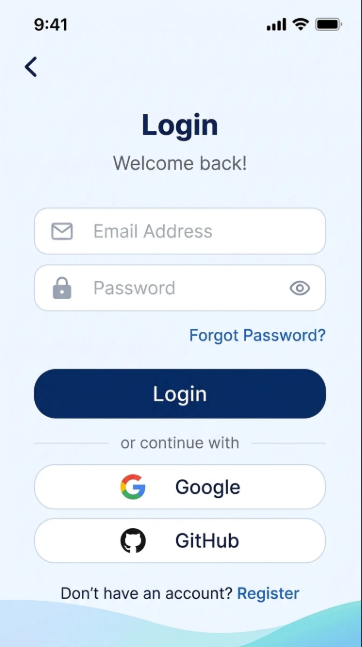 9:41
Login
Welcome back!
Email Address
Password
Forgot Password?
Login
or continue with
Google
GitHub
Don’t have an account? Register